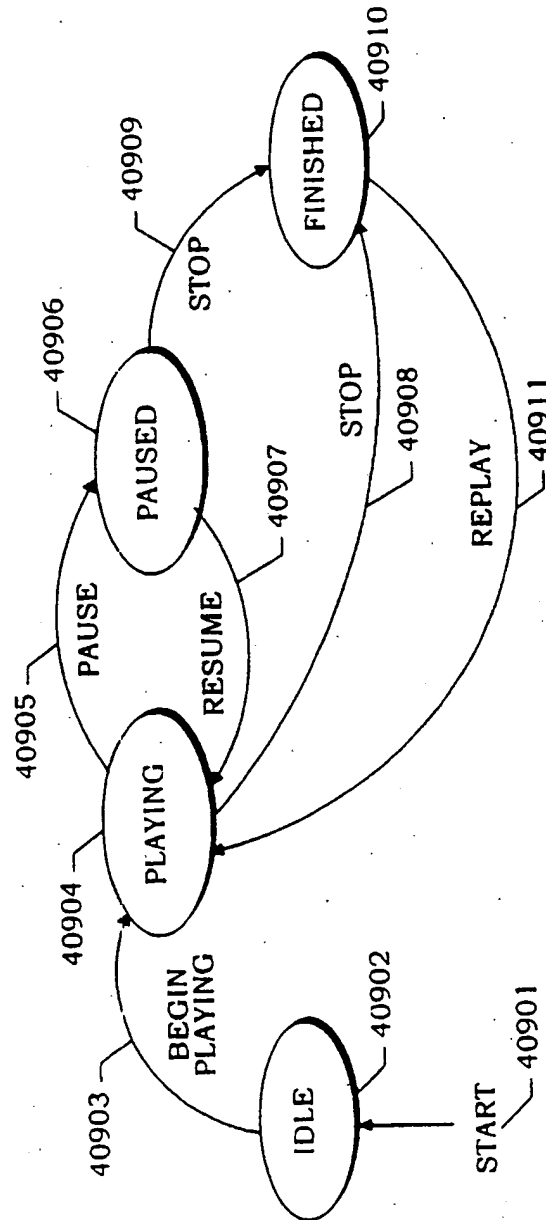 START
40901
IDLE
40902
BEGIN
PLAYING
40903
PLAYING
40904
PAUSE
40905
PAUSED
40906
RESUME
40907
STOP
40908
STOP
40909
FINISHED
40910
REPLAY
40911